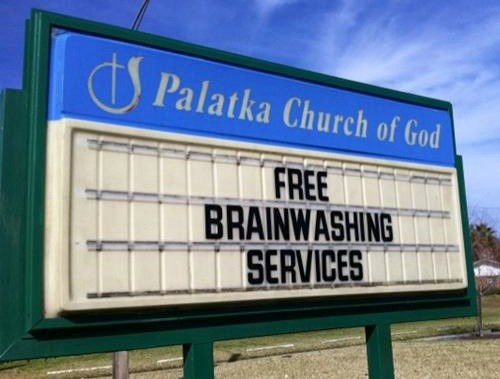 Palatka Church of God
FREE
BRAINWASHING
SERVICES